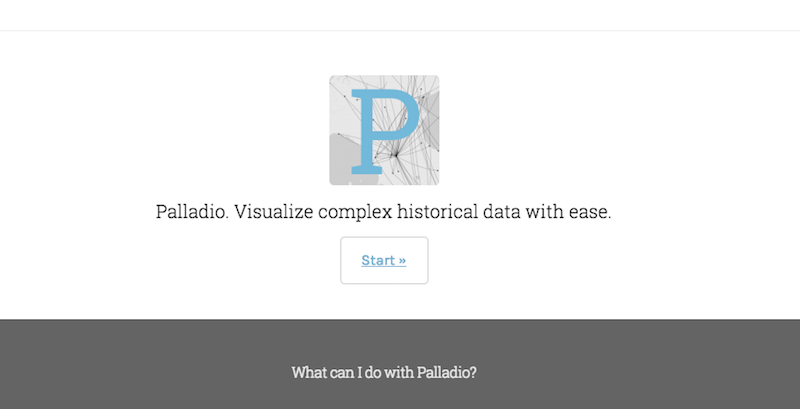 P
Palladio. Visualize complex historical data with ease.
Start »
What can I do with Palladio?